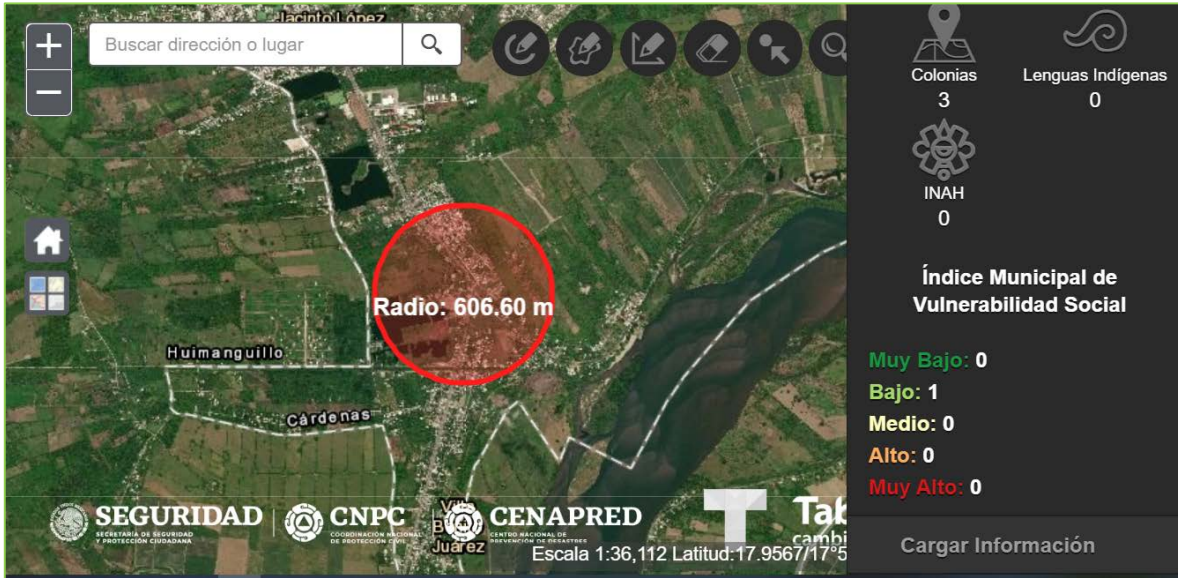 Jacinto López
Buscar dirección o lugar
Radio: 606.60 m
Huimanguillo
Cárdenas
Juárez
SEGURIDAD
SECRETARÍA DE SEGURIDAD
Y PROTECCIÓN CIUDADANA
CNPC
COORDINACIÓN NACIONAL
DE PROTECCIÓN CIVIL
CENAPRED
CENTRO NACIONAL DE
PREVENCIÓN DE DESASTRES
Escala 1:36,112 Latitud:17.9567/17°5
Colonias
3
Lenguas Indígenas
0
INAH
0
Índice Municipal de
Vulnerabilidad Social
Muy Bajo: 0
Bajo: 1
Medio: 0
Alto: 0
Muy Alto: 0
Cargar Información